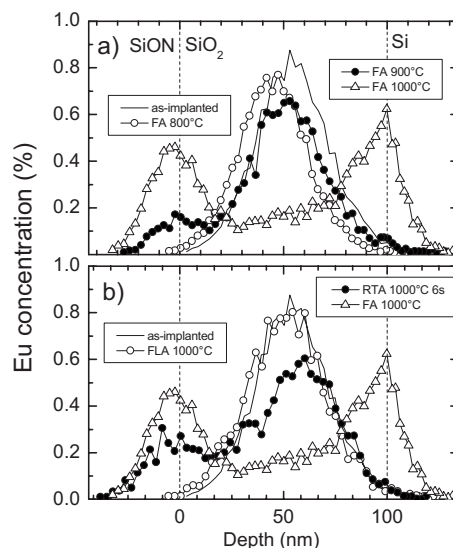 a) SiON SiO₂ Si
as-implanted
FA 800°C
FA 900°C
FA 1000°C
1.0
0.8
0.6
0.4
0.2
b)
as-implanted
FLA 1000°C
RTA 1000°C 6s
FA 1000°C
1.0
0.8
0.6
0.4
0.2
0.0
0 50 100
Depth (nm)
Eu concentration (%)